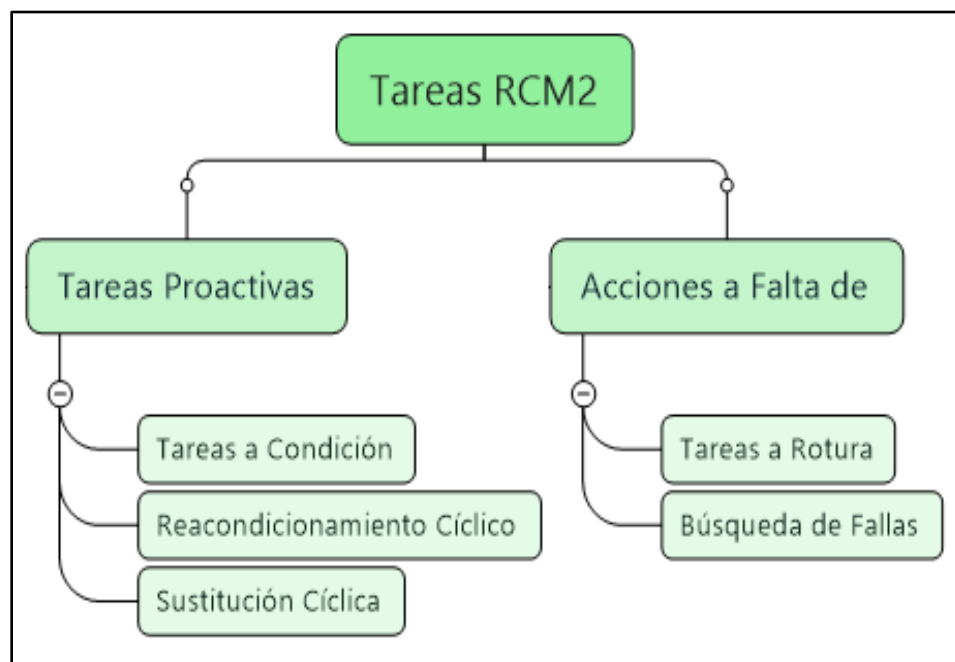 Tareas RCM2
Tareas Proactivas
Tareas a Condición
Reacondicionamiento Cíclico
Sustitución Cíclica
Acciones a Falta de
Tareas a Rotura
Búsqueda de Fallas